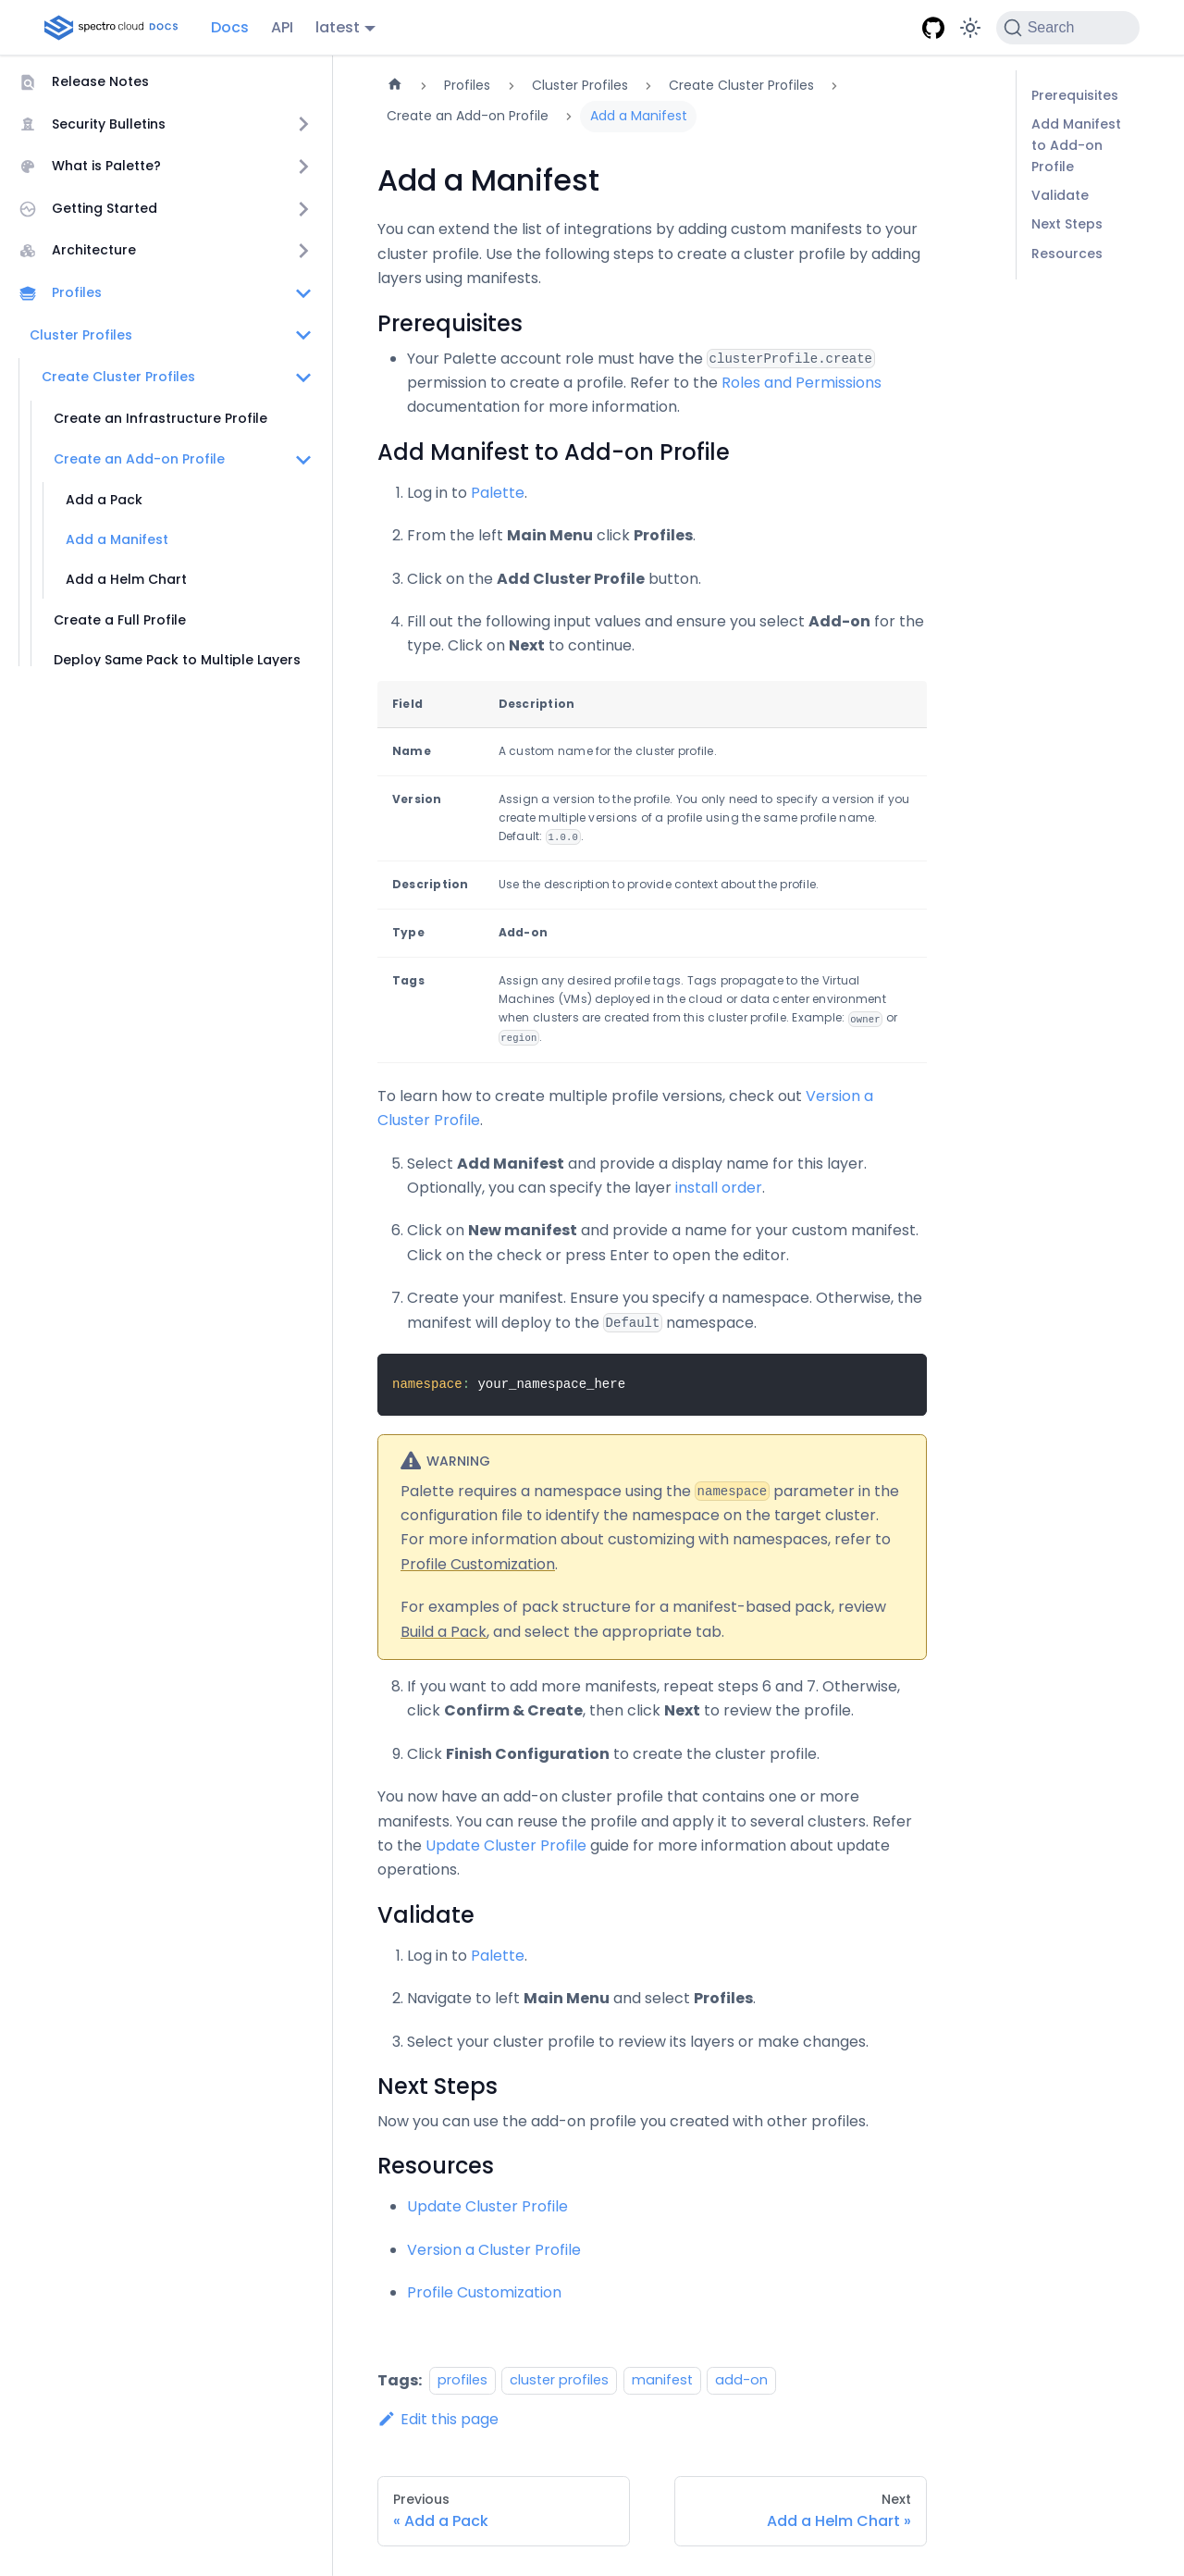 spectro cloud DOCS
Docs
API
latest
Search
Release Notes
Security Bulletins
What is Palette?
Getting Started
Architecture
Profiles
Cluster Profiles
Create Cluster Profiles
Create an Infrastructure Profile
Create an Add-on Profile
Add a Pack
Add a Manifest
Add a Helm Chart
Create a Full Profile
Deploy Same Pack to Multiple Layers
Profiles
Cluster Profiles
Create Cluster Profiles
Create an Add-on Profile
Add a Manifest
Add a Manifest
You can extend the list of integrations by adding custom manifests to your
cluster profile. Use the following steps to create a cluster profile by adding
layers using manifests.
Prerequisites
Your Palette account role must have the clusterProfile.create
permission to create a profile. Refer to the Roles and Permissions
documentation for more information.
Add Manifest to Add-on Profile
1. Log in to Palette.
2. From the left Main Menu click Profiles.
3. Click on the Add Cluster Profile button.
4. Fill out the following input values and ensure you select Add-on for the
type. Click on Next to continue.
Field Description
Name A custom name for the cluster profile.
Version Assign a version to the profile. You only need to specify a version if you
create multiple versions of a profile using the same profile name.
Default: 1.0.0.
Description Use the description to provide context about the profile.
Type Add-on
Tags Assign any desired profile tags. Tags propagate to the Virtual
Machines (VMs) deployed in the cloud or data center environment
when clusters are created from this cluster profile. Example: owner or
region.
To learn how to create multiple profile versions, check out Version a
Cluster Profile.
5. Select Add Manifest and provide a display name for this layer.
Optionally, you can specify the layer install order.
6. Click on New manifest and provide a name for your custom manifest.
Click on the check or press Enter to open the editor.
7. Create your manifest. Ensure you specify a namespace. Otherwise, the
manifest will deploy to the Default namespace.
namespace: your_namespace_here
WARNING
Palette requires a namespace using the namespace parameter in the
configuration file to identify the namespace on the target cluster.
For more information about customizing with namespaces, refer to
Profile Customization.
For examples of pack structure for a manifest-based pack, review
Build a Pack, and select the appropriate tab.
8. If you want to add more manifests, repeat steps 6 and 7. Otherwise,
click Confirm & Create, then click Next to review the profile.
9. Click Finish Configuration to create the cluster profile.
You now have an add-on cluster profile that contains one or more
manifests. You can reuse the profile and apply it to several clusters. Refer
to the Update Cluster Profile guide for more information about update
operations.
Validate
1. Log in to Palette.
2. Navigate to left Main Menu and select Profiles.
3. Select your cluster profile to review its layers or make changes.
Next Steps
Now you can use the add-on profile you created with other profiles.
Resources
Update Cluster Profile
Version a Cluster Profile
Profile Customization
Tags: profiles cluster profiles manifest add-on
Edit this page
Previous
« Add a Pack
Next
Add a Helm Chart »
Prerequisites
Add Manifest
to Add-on
Profile
Validate
Next Steps
Resources